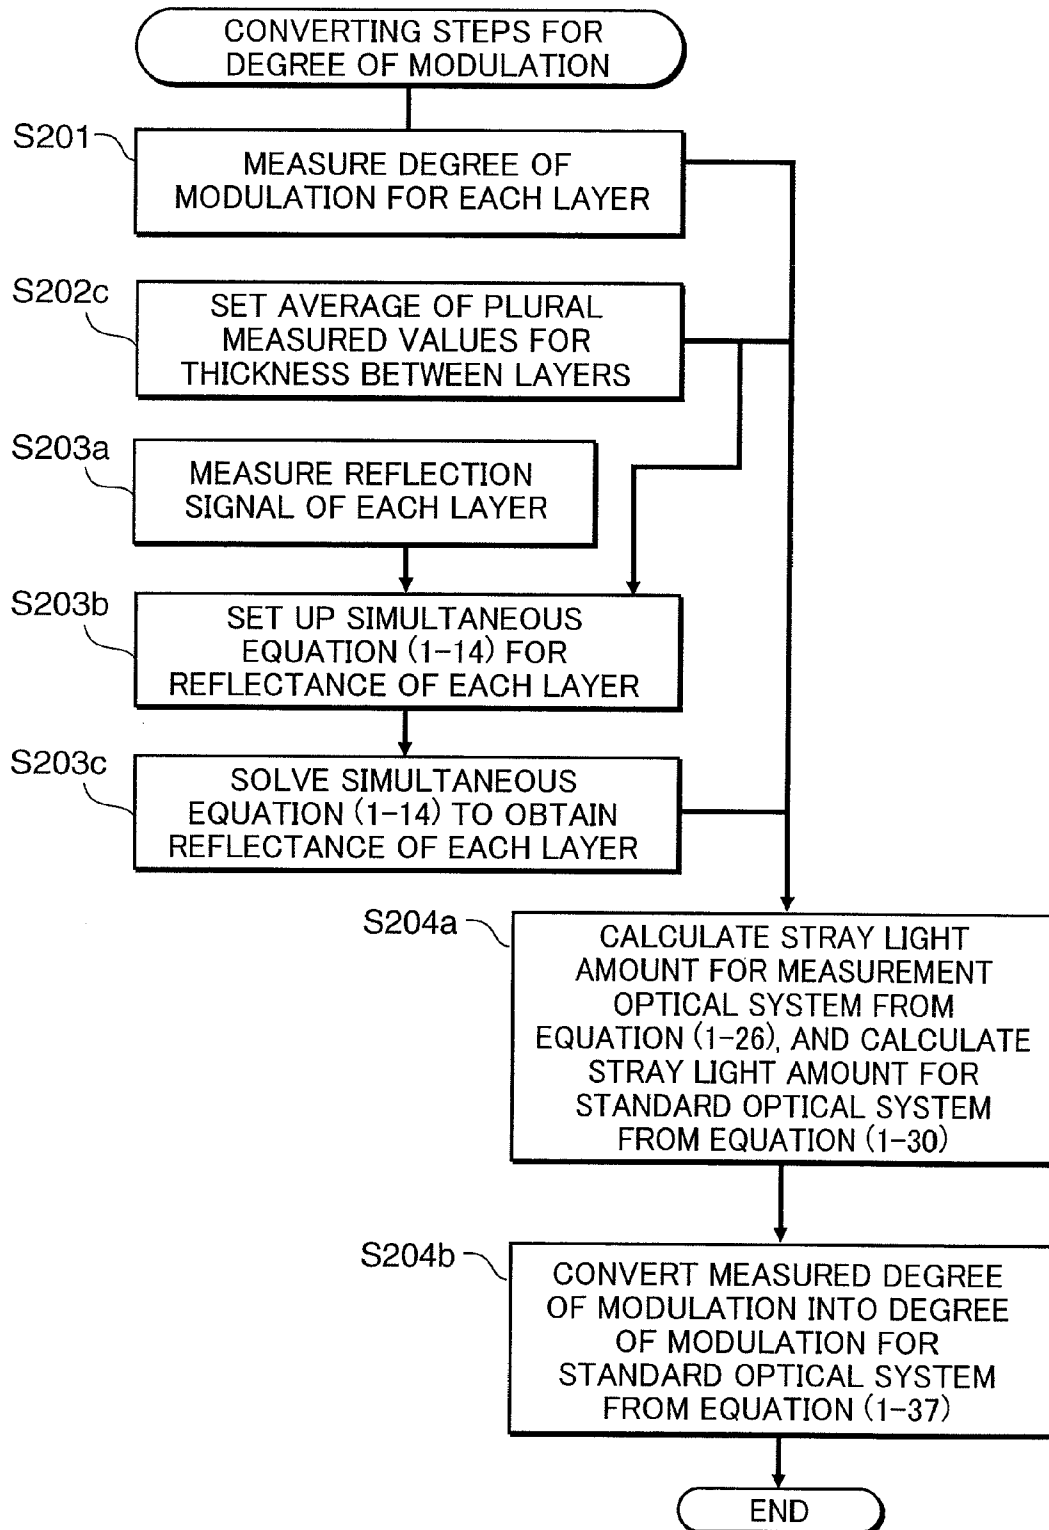 CONVERTING STEPS FOR
DEGREE OF MODULATION
S201
MEASURE DEGREE OF
MODULATION FOR EACH LAYER
S202c
SET AVERAGE OF PLURAL
MEASURED VALUES FOR
THICKNESS BETWEEN LAYERS
S203a
MEASURE REFLECTION
SIGNAL OF EACH LAYER
S203b
SET UP SIMULTANEOUS
EQUATION (1-14) FOR
REFLECTANCE OF EACH LAYER
S203c
SOLVE SIMULTANEOUS
EQUATION (1-14) TO OBTAIN
REFLECTANCE OF EACH LAYER
S204a
CALCULATE STRAY LIGHT
AMOUNT FOR MEASUREMENT
OPTICAL SYSTEM FROM
EQUATION (1-26), AND CALCULATE
STRAY LIGHT AMOUNT FOR
STANDARD OPTICAL SYSTEM
FROM EQUATION (1-30)
S204b
CONVERT MEASURED DEGREE
OF MODULATION INTO DEGREE
OF MODULATION FOR
STANDARD OPTICAL SYSTEM
FROM EQUATION (1-37)
END